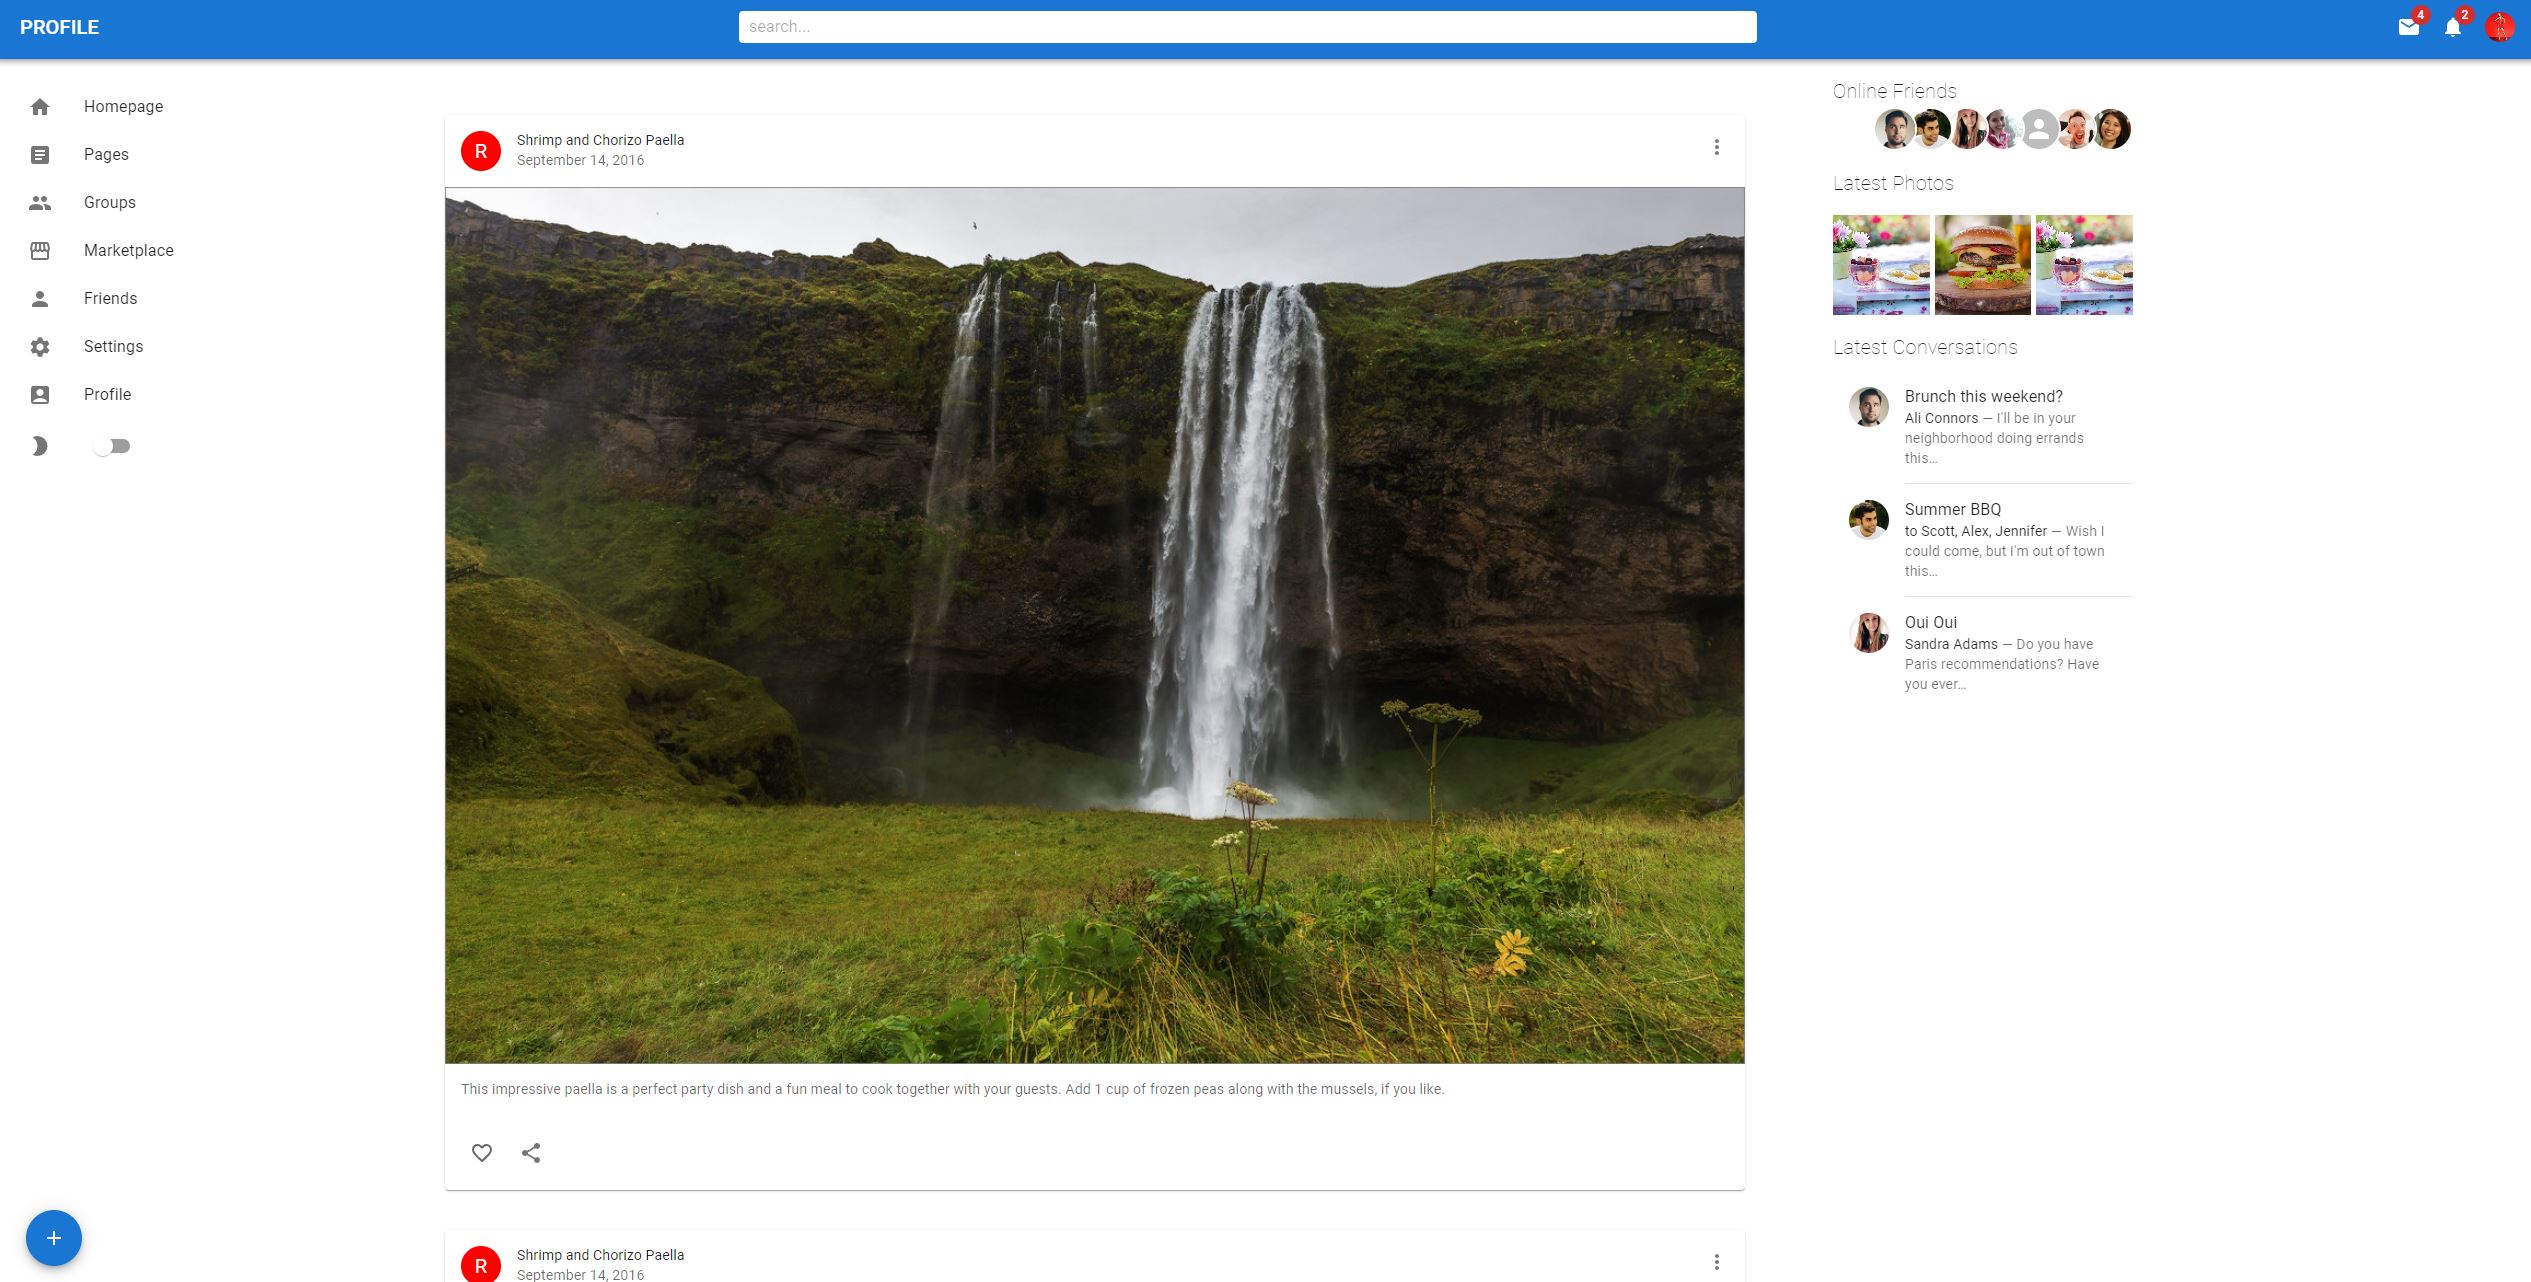 PROFILE
search...
4
2
Homepage
Pages
Groups
Marketplace
Friends
Settings
Profile
R
Shrimp and Chorizo Paella
September 14, 2016
This impressive paella is a perfect party dish and a fun meal to cook together with your guests. Add 1 cup of frozen peas along with the mussels, if you like.
R
Shrimp and Chorizo Paella
September 14, 2016
+
Online Friends
Latest Photos
Latest Conversations
Brunch this weekend?
Ali Connors — I'll be in your
neighborhood doing errands
this…
Summer BBQ
to Scott, Alex, Jennifer — Wish I
could come, but I'm out of town
this…
Oui Oui
Sandra Adams — Do you have
Paris recommendations? Have
you ever…